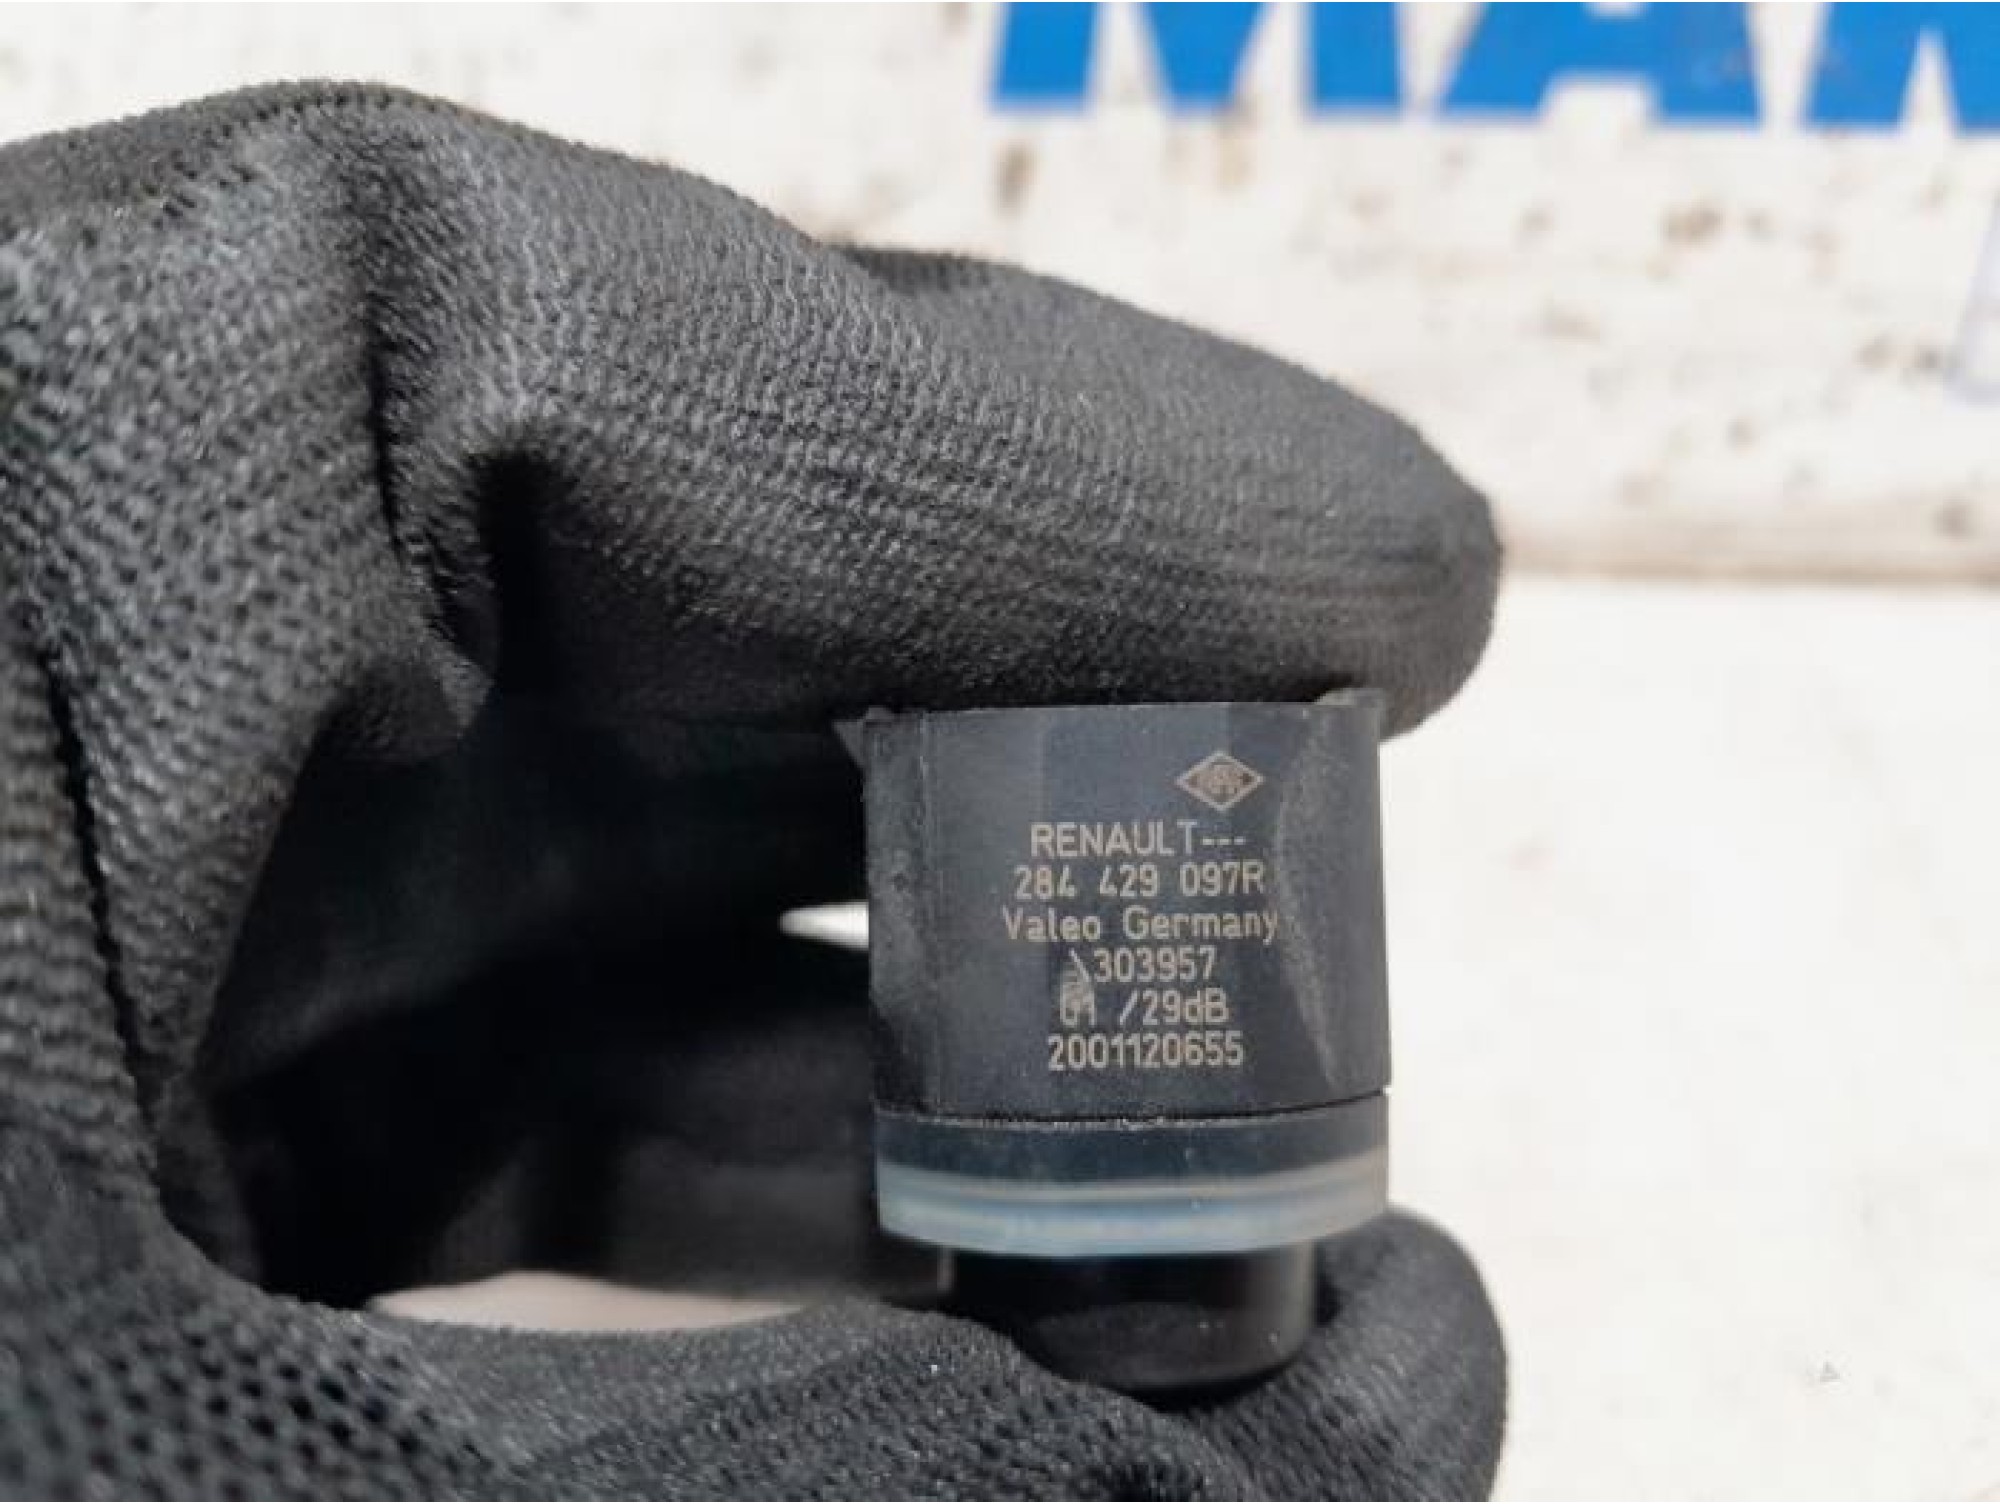 RENAULT---
284 429 097R
Valeo Germany
303957
01 /29dB
2001120655